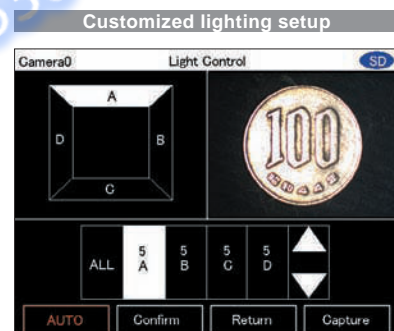 Customized lighting setup
Camera0
Light Control
SD
A
D
B
C
100
ALL
5
A
5
B
5
C
5
D
AUTO
Confirm
Return
Capture